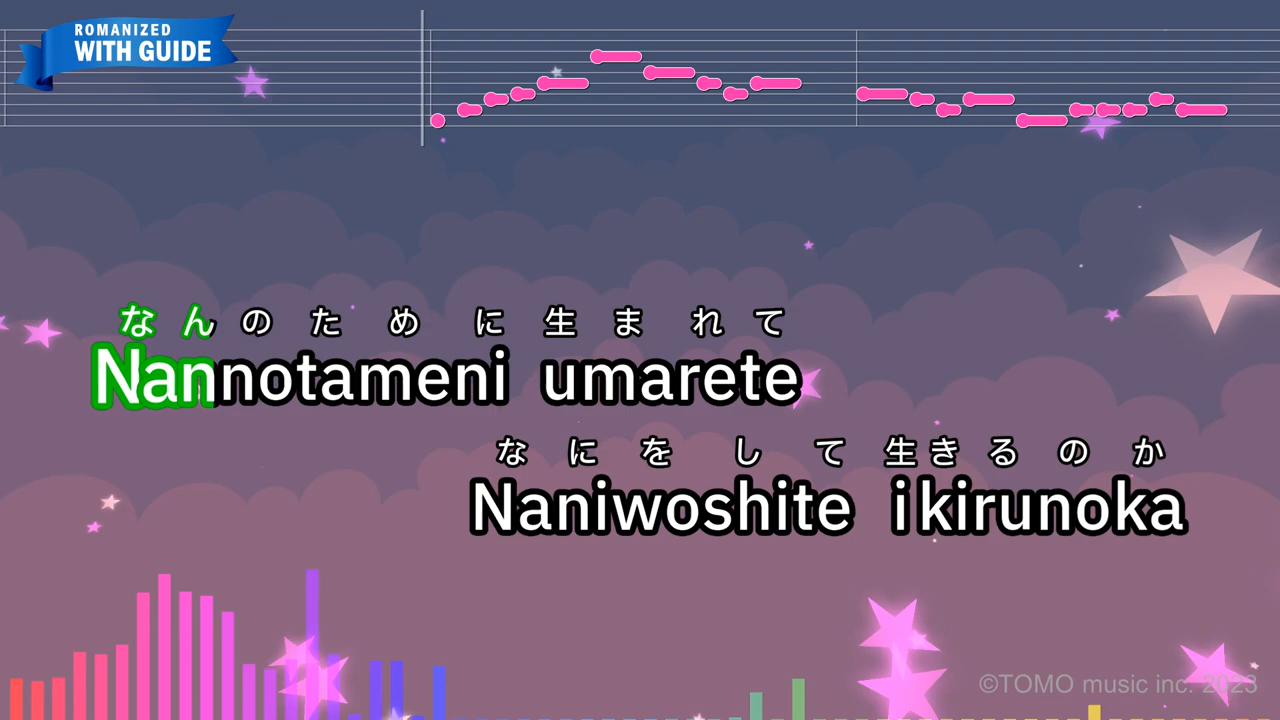 ROMANIZED
WITH GUIDE
なんのために生まれて
Nannotameni umarete
なにをして生きるのか
Naniwoshite ikirunoka
©TOMO music inc. 2023